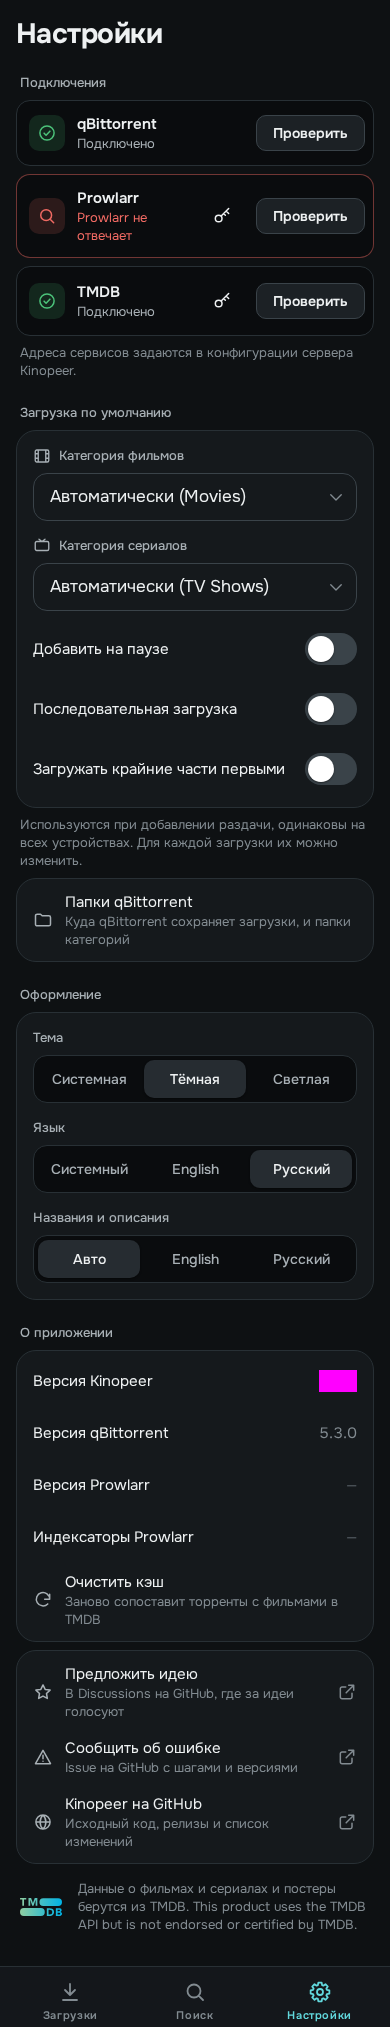 Настройки
Подключения
qBittorrent
Подключено
Проверить
Prowlarr
Prowlarr не
отвечает
Проверить
TMDB
Подключено
Проверить
Адреса сервисов задаются в конфигурации сервера
Kinopeer.
Загрузка по умолчанию
Категория фильмов
Автоматически (Movies)
Категория сериалов
Автоматически (TV Shows)
Добавить на паузе
Последовательная загрузка
Загружать крайние части первыми
Используются при добавлении раздачи, одинаковы на
всех устройствах. Для каждой загрузки их можно
изменить.
Папки qBittorrent
Куда qBittorrent сохраняет загрузки, и папки
категорий
Оформление
Тема
Системная Тёмная Светлая
Язык
Системный English Русский
Названия и описания
Авто English Русский
О приложении
Версия Kinopeer
Версия qBittorrent 5.3.0
Версия Prowlarr –
Индексаторы Prowlarr –
Очистить кэш
Заново сопоставит торренты с фильмами в
TMDB
Предложить идею
В Discussions на GitHub, где за идеи
голосуют
Сообщить об ошибке
Issue на GitHub с шагами и версиями
Kinopeer на GitHub
Исходный код, релизы и список
изменений
TM
DB
Данные о фильмах и сериалах и постеры
берутся из TMDB. This product uses the TMDB
API but is not endorsed or certified by TMDB.
Загрузки Поиск Настройки